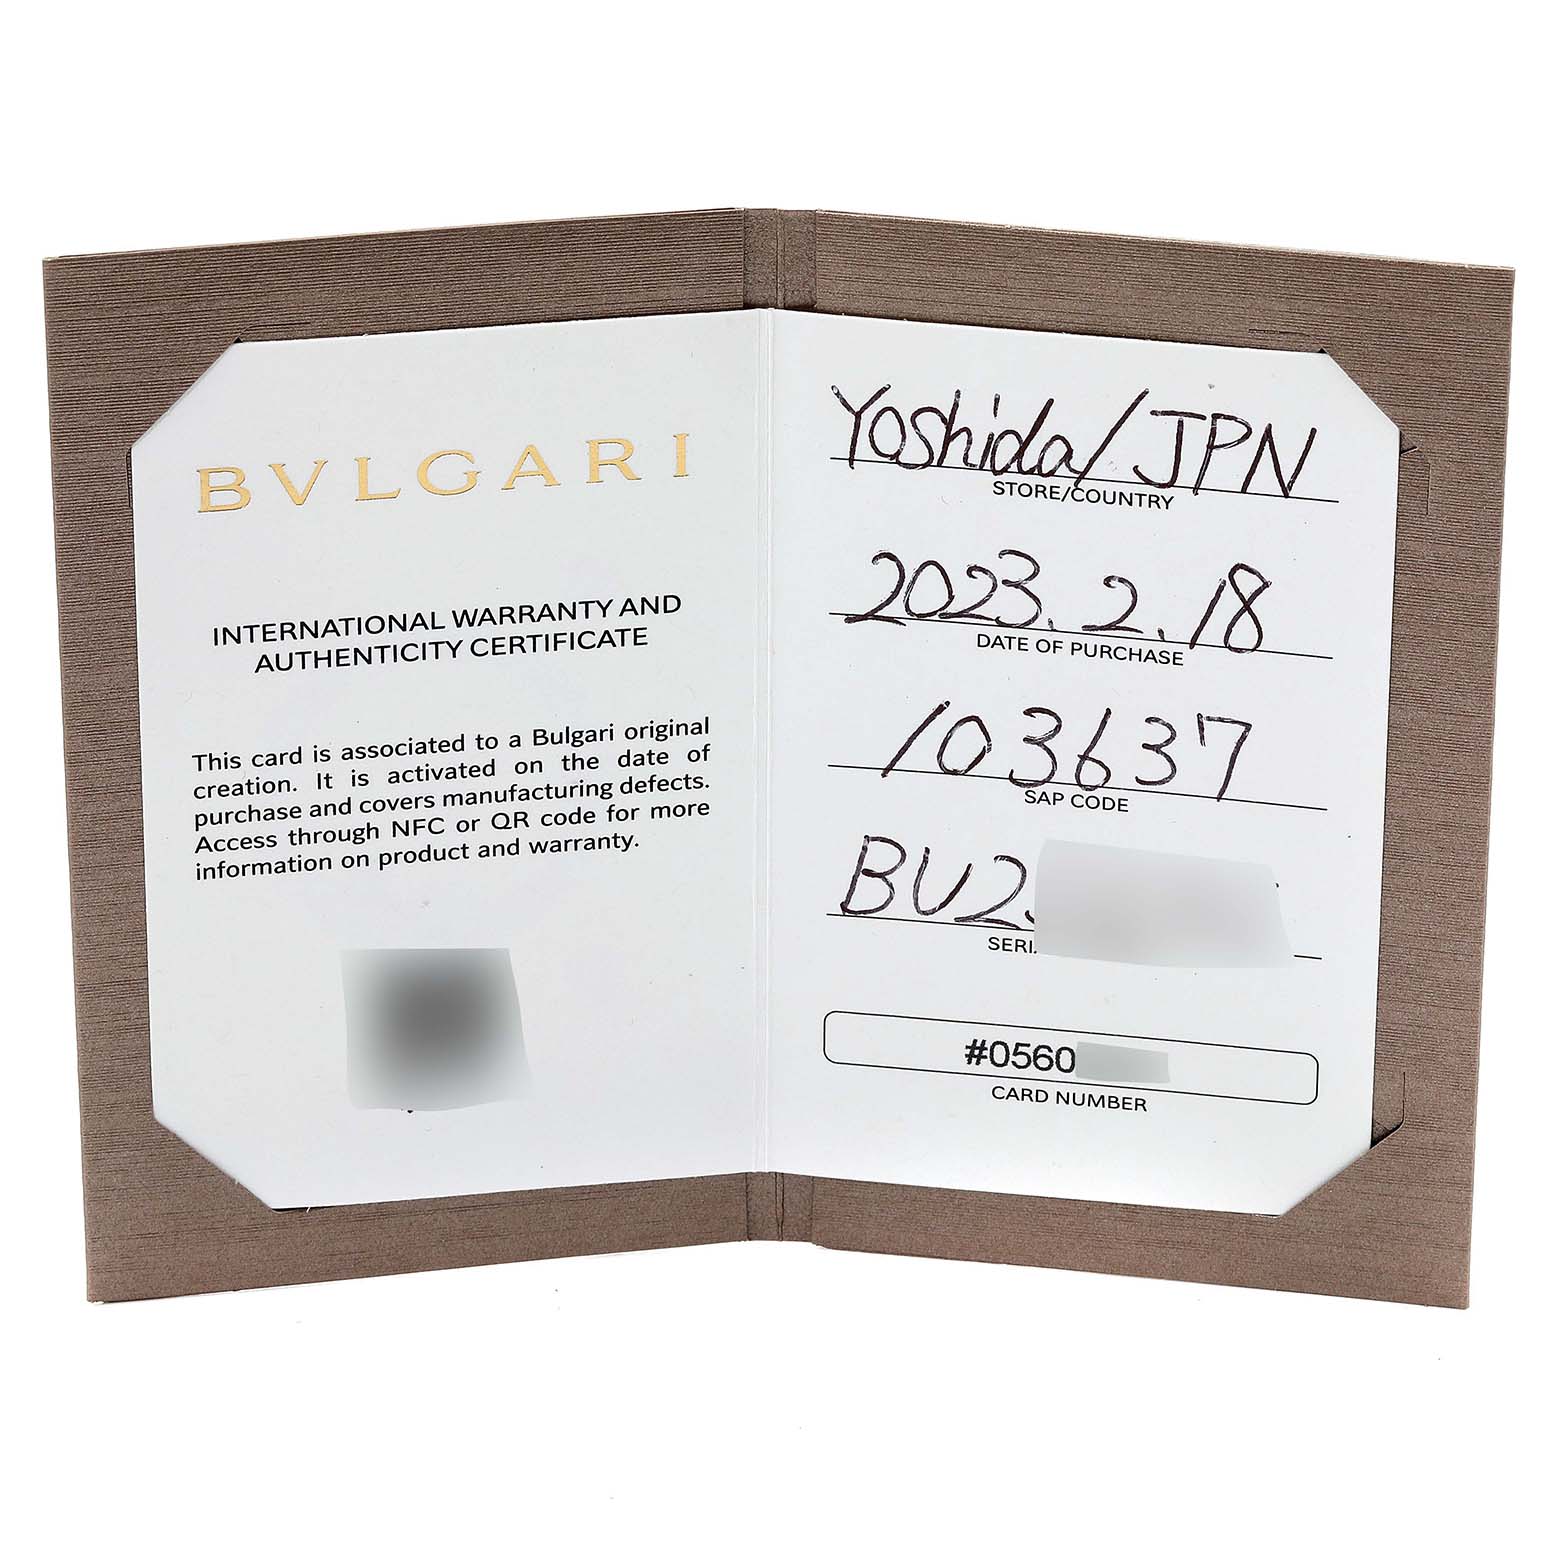 BVLGARI
INTERNATIONAL WARRANTY AND
AUTHENTICITY CERTIFICATE
This card is associated to a Bulgari original
creation. It is activated on the date of
purchase and covers manufacturing defects.
Access through NFC or QR code for more
information on product and warranty.
Yoshida/JPN
STORE/COUNTRY
2023.2.18
DATE OF PURCHASE
103637
SAP CODE
BU2
SERI
#0560
CARD NUMBER